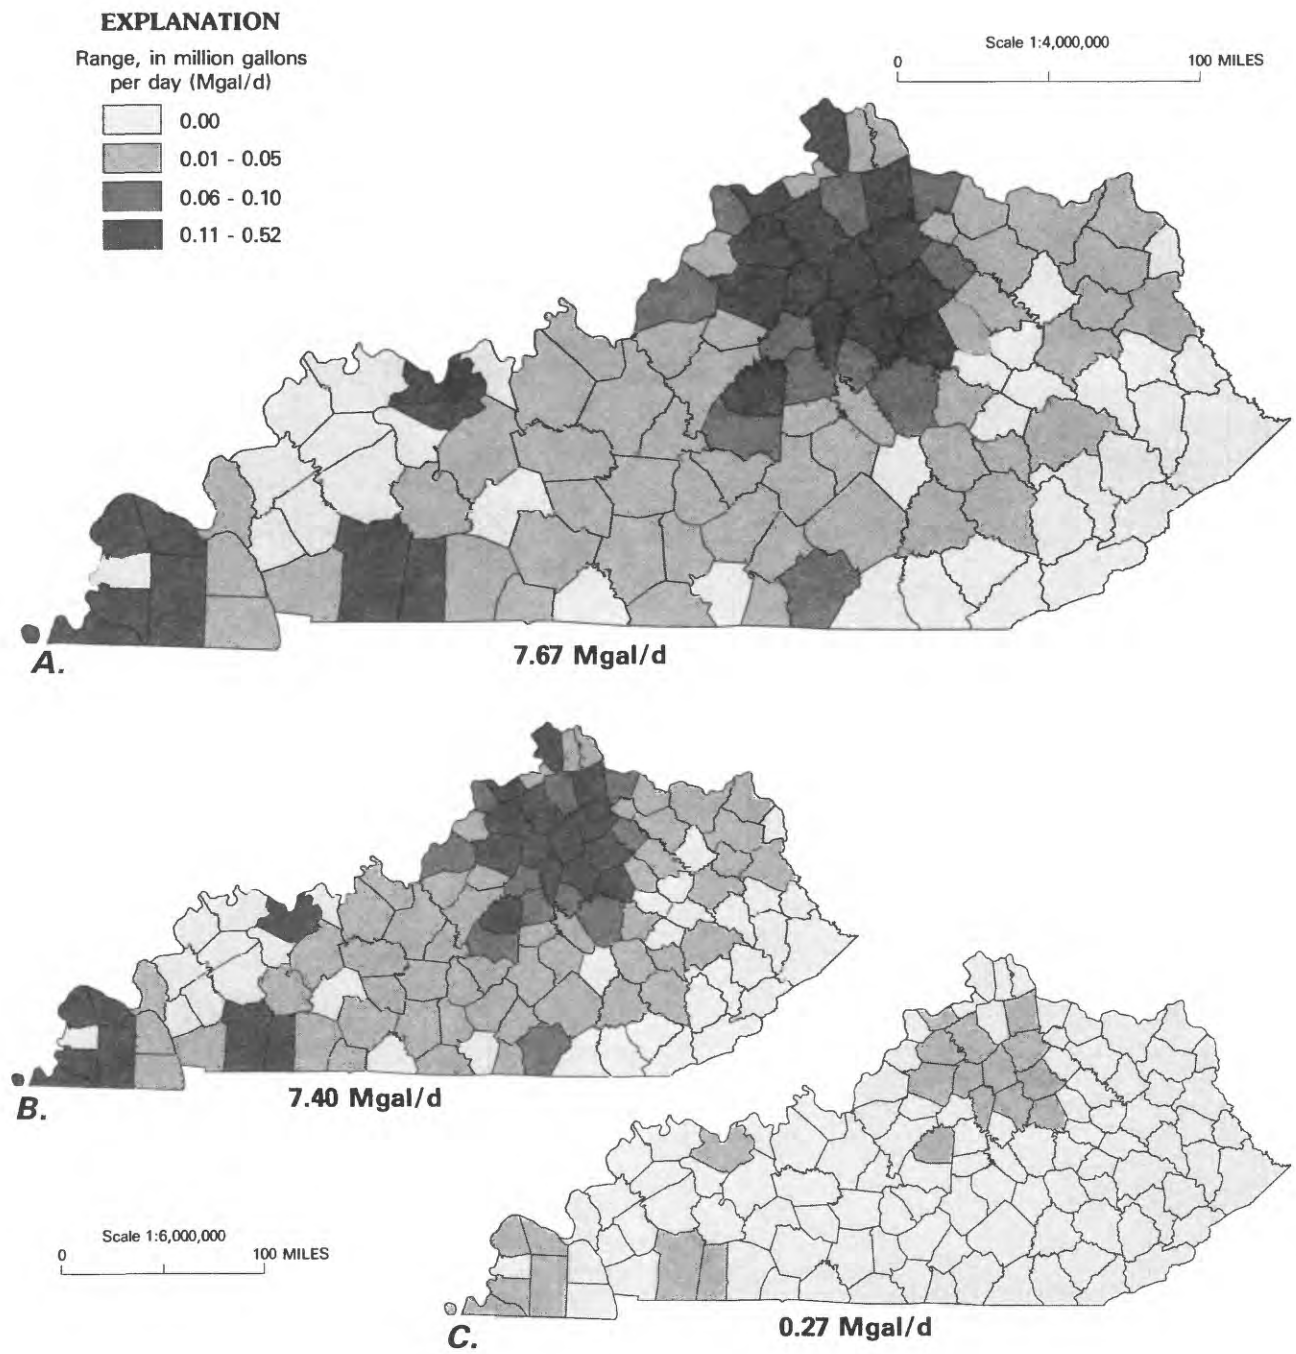 EXPLANATION
Range, in million gallons
per day (Mgal/d)
0.00
0.01 - 0.05
0.06 - 0.10
0.11 - 0.52
Scale 1:4,000,000
0 100 MILES
A.
7.67 Mgal/d
B.
7.40 Mgal/d
Scale 1:6,000,000
0 100 MILES
C.
0.27 Mgal/d